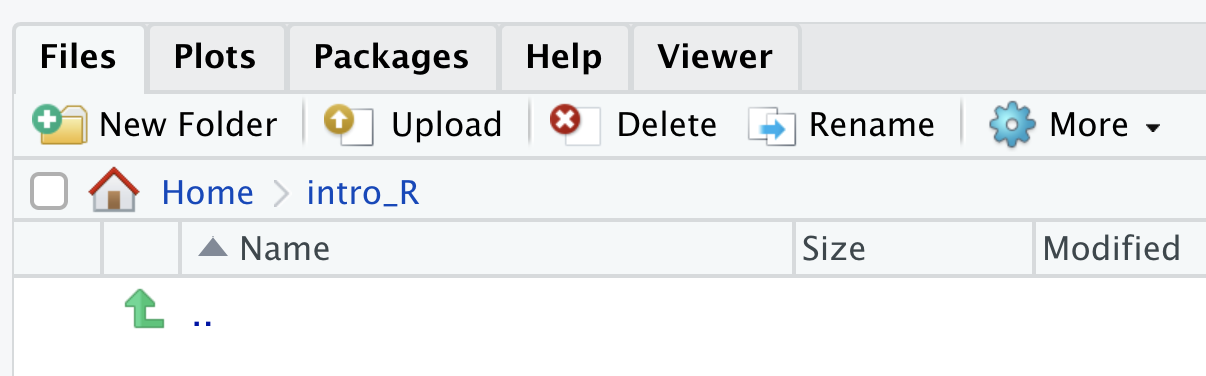 Files Plots Packages Help Viewer
New Folder Upload Delete Rename More
Home intro_R
Name Size Modified
..